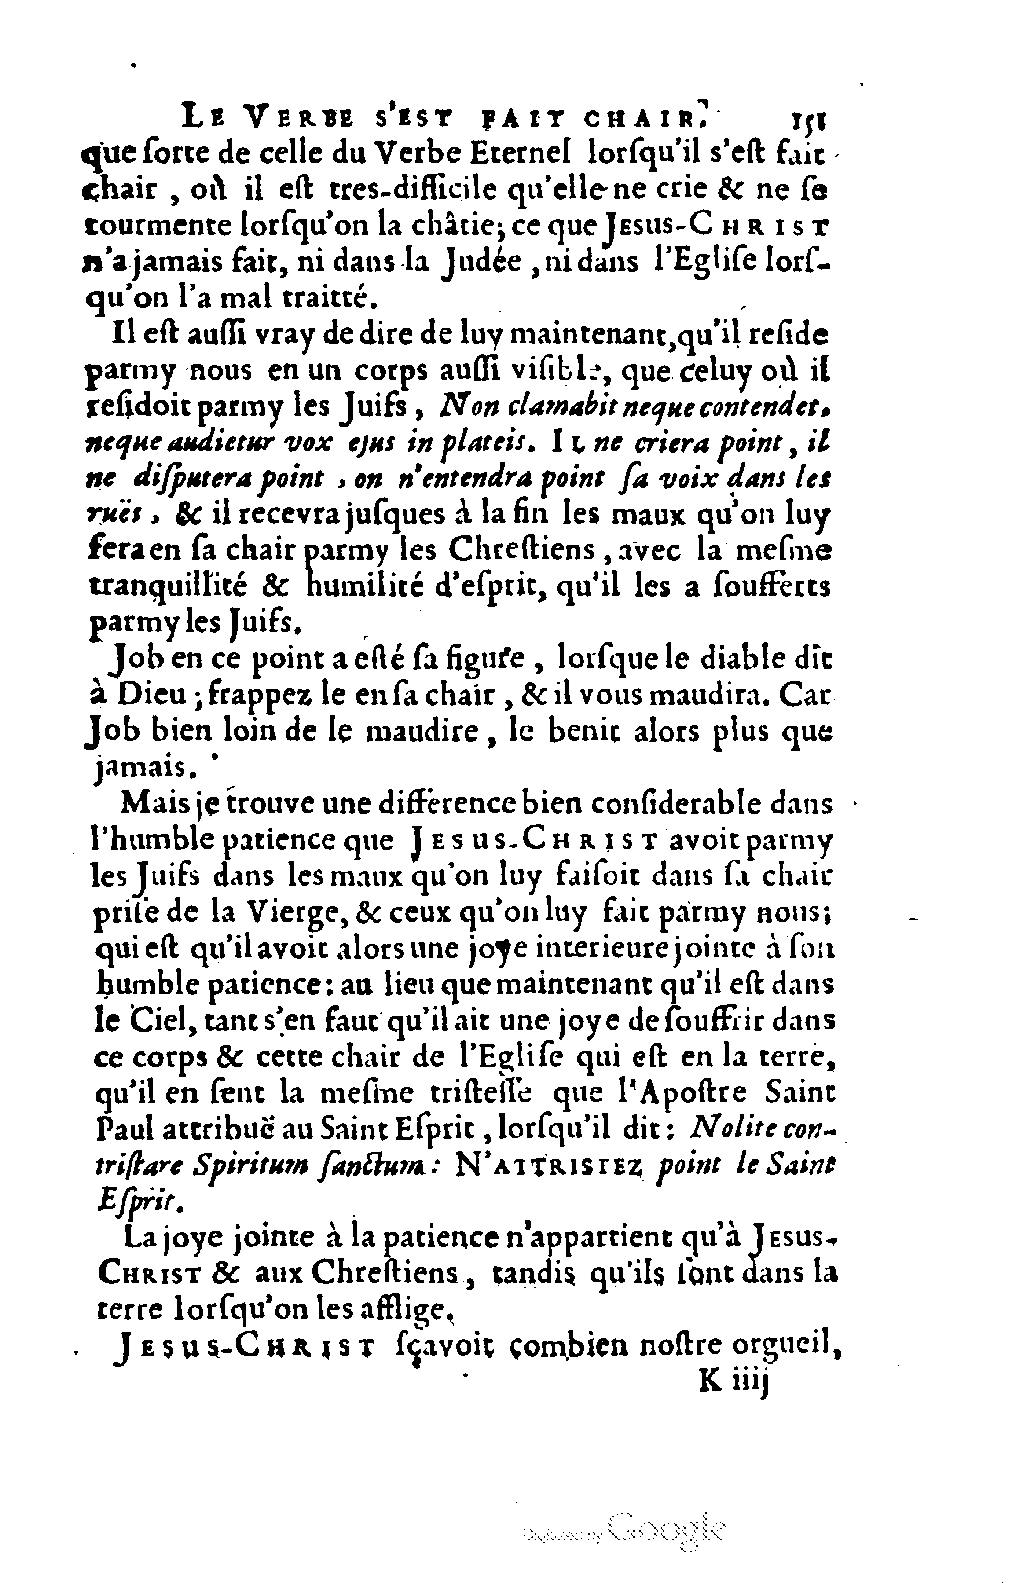 LE VERBE S'EST FAIT CHAIR. 151
que ſorte de celle du Verbe Eternel lorſqu'il s'eſt fait
chair , où il eſt tres-difficile qu'elle ne crie & ne ſe
tourmente lorſqu'on la châtie; ce que JESUS-CHRIST
n'a jamais fait, ni dans la Judée , ni dans l'Egliſe lorſ-
qu'on l'a mal traitté.
Il eſt auſſi vray de dire de luy maintenant, qu'il reſide
parmy nous en un corps auſſi viſible, que celuy où il
reſidoit parmy les Juifs , Non clamabit neque contendet.
neque audietur vox ejus in plateis. IL ne criera point , il
ne diſputera point , on n'entendra point ſa voix dans les
ruës , & il recevra juſques à la fin les maux qu'on luy
fera en ſa chair parmy les Chreſtiens , avec la meſme
tranquillité & humilité d'eſprit, qu'il les a ſoufferts
parmy les Juifs.
Job en ce point a eſté ſa figure , lorſque le diable dît
à Dieu ; frappez le en ſa chair , & il vous maudira. Car
Job bien loin de le maudire , le benit alors plus que
jamais.
Mais je trouve une difference bien conſiderable dans
l'humble patience que JESUS-CHRIST avoit parmy
les Juifs dans les maux qu'on luy faiſoit dans ſa chair
priſe de la Vierge, & ceux qu'on luy fait parmy nous;
qui eſt qu'il avoit alors une joye interieure jointe à ſon
humble patience : au lieu que maintenant qu'il eſt dans
le Ciel, tant s'en faut qu'il ait une joye de ſouffrir dans
ce corps & cette chair de l'Egliſe qui eſt en la terre,
qu'il en ſent la meſme triſteſſe que l'Apoſtre Saint
Paul attribuë au Saint Eſprit , lorſqu'il dit : Nolite con-
triſtare Spiritum ſanctum : N'ATTRISTEZ point le Saint
Eſprit.
La joye jointe à la patience n'appartient qu'à JESUS-
CHRIST & aux Chreſtiens , tandis qu'ils ſont dans la
terre lorſqu'on les afflige.
JESUS-CHRIST ſçavoit combien noſtre orgueil,
K iiij
Digitized by Google